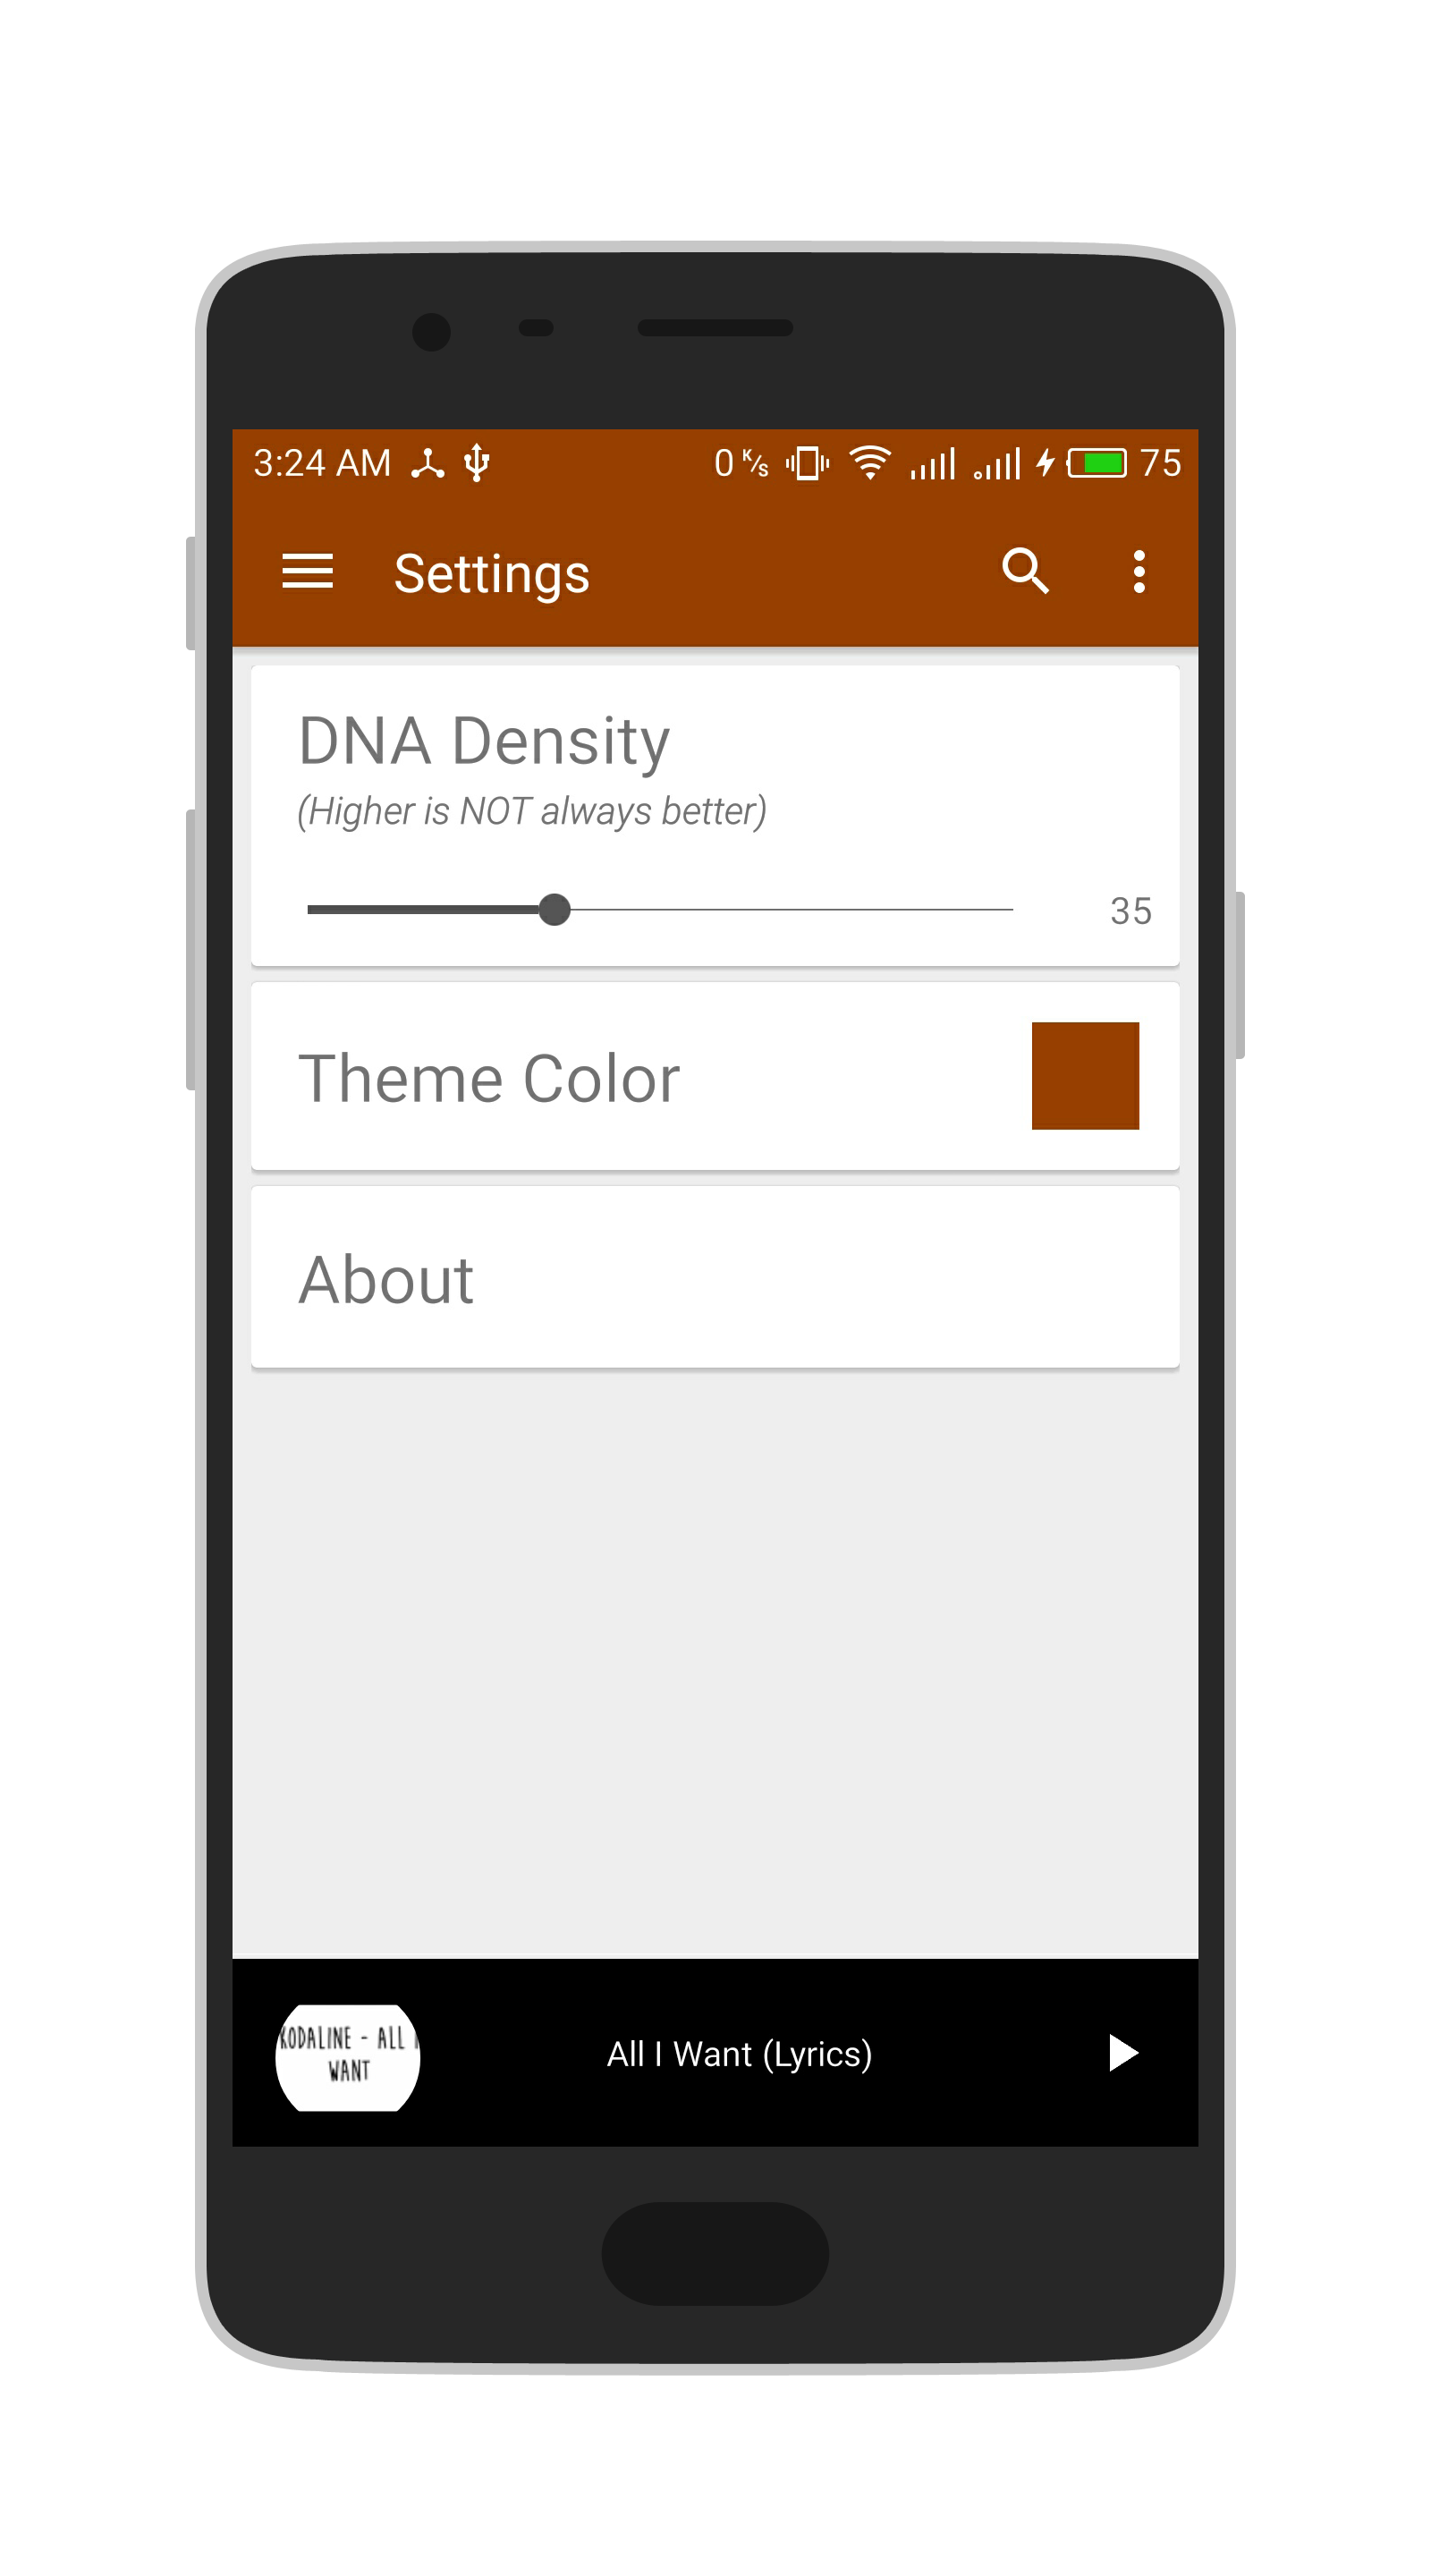 3:24 AM 0 K/s 75
Settings
DNA Density
(Higher is NOT always better)
35
Theme Color
About
KODALINE - ALL I
WANT
All I Want (Lyrics)